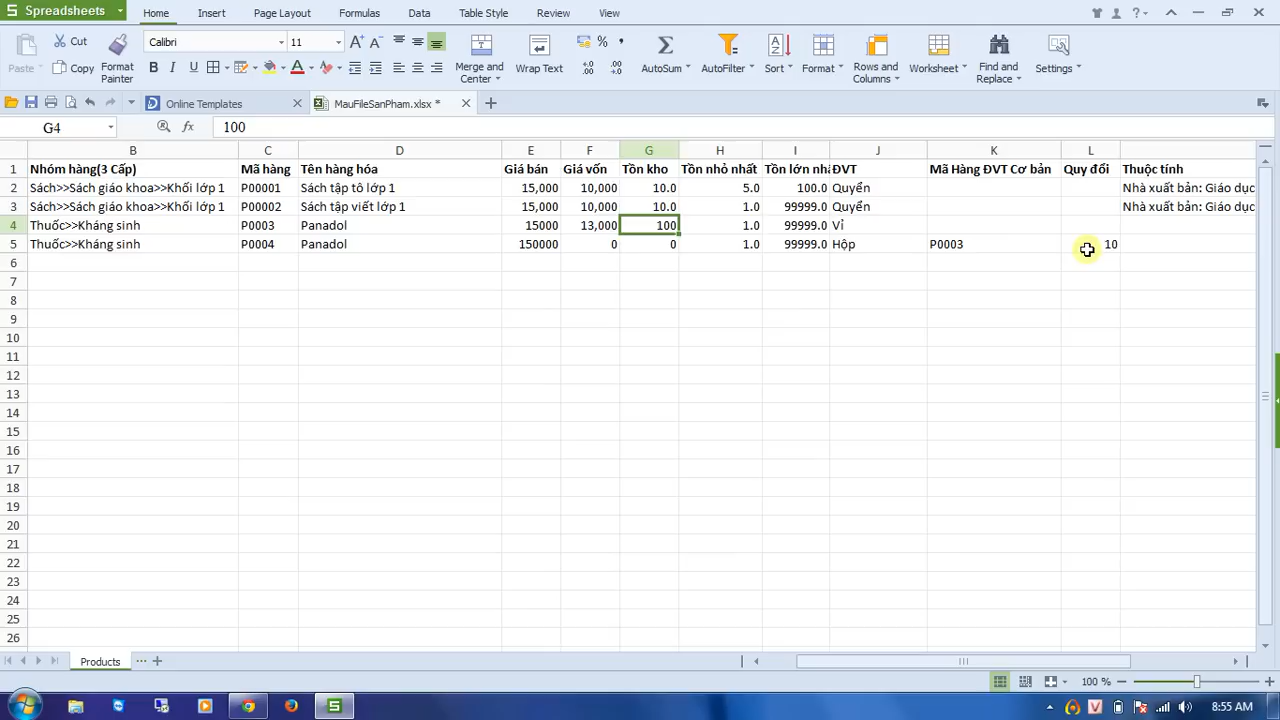 Spreadsheets
Home Insert Page Layout Formulas Data Table Style Review View
Paste Cut Copy Format Painter Calibri 11 B I U A Merge and Center Wrap Text % AutoSum AutoFilter Sort Format Rows and Columns Worksheet Find and Replace Settings
Online Templates MauFileSanPham.xlsx *
G4 fx 100
B C D E F G H I J K L
1 Nhóm hàng(3 Cấp) Mã hàng Tên hàng hóa Giá bán Giá vốn Tồn kho Tồn nhỏ nhất Tồn lớn nhấ ĐVT Mã Hàng ĐVT Cơ bản Quy đổi Thuộc tính
2 Sách>>Sách giáo khoa>>Khối lớp 1 P00001 Sách tập tô lớp 1 15,000 10,000 10.0 5.0 100.0 Quyển Nhà xuất bản: Giáo dục
3 Sách>>Sách giáo khoa>>Khối lớp 1 P00002 Sách tập viết lớp 1 15,000 10,000 10.0 1.0 99999.0 Quyển Nhà xuất bản: Giáo dục
4 Thuốc>>Kháng sinh P0003 Panadol 15000 13,000 100 1.0 99999.0 Vỉ
5 Thuốc>>Kháng sinh P0004 Panadol 150000 0 0 1.0 99999.0 Hộp P0003 10
6
7
8
9
10
11
12
13
14
15
16
17
18
19
20
21
22
23
24
25
26
Products ...
100 %
8:55 AM